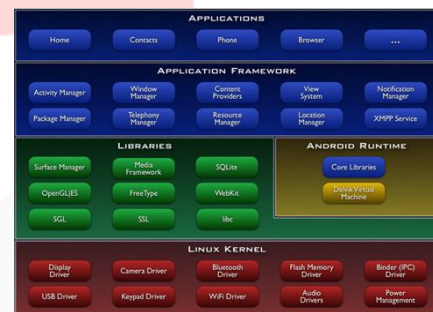 APPLICATIONS
Home Contacts Phone Browser ...
APPLICATION FRAMEWORK
Activity Manager Window Manager Content Providers View System Notification Manager
Package Manager Telephony Manager Resource Manager Location Manager XMPP Service
LIBRARIES
Surface Manager Media Framework SQLite
OpenGL|ES FreeType WebKit
SGL SSL libc
ANDROID RUNTIME
Core Libraries
Dalvik Virtual Machine
LINUX KERNEL
Display Driver Camera Driver Bluetooth Driver Flash Memory Driver Binder (IPC) Driver
USB Driver Keypad Driver WiFi Driver Audio Drivers Power Management